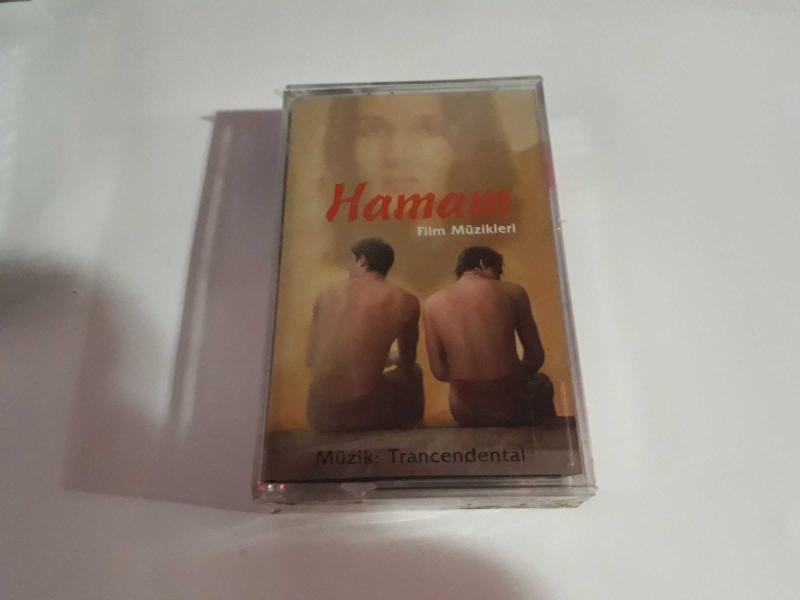 Hamam
Film Müzikleri
Müzik: Trancendental